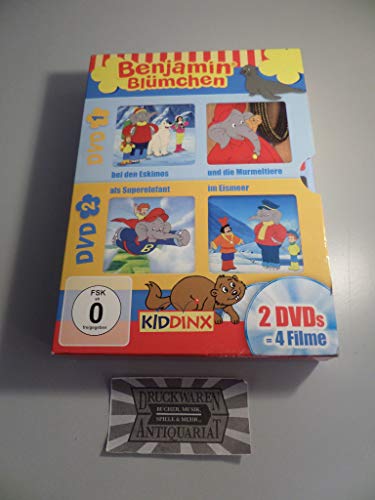 Benjamin
Blümchen
DVD 1
bei den Eskimos
und die Murmeltiere
DVD 2
als Superelefant
im Eismeer
B
FSK
ab
0
freigegeben
KIDDINX
2 DVDs
= 4 Filme
DRUCKWAREN
BÜCHER, MUSIK,
SPIELE & MEHR...
ANTIQUARIAT